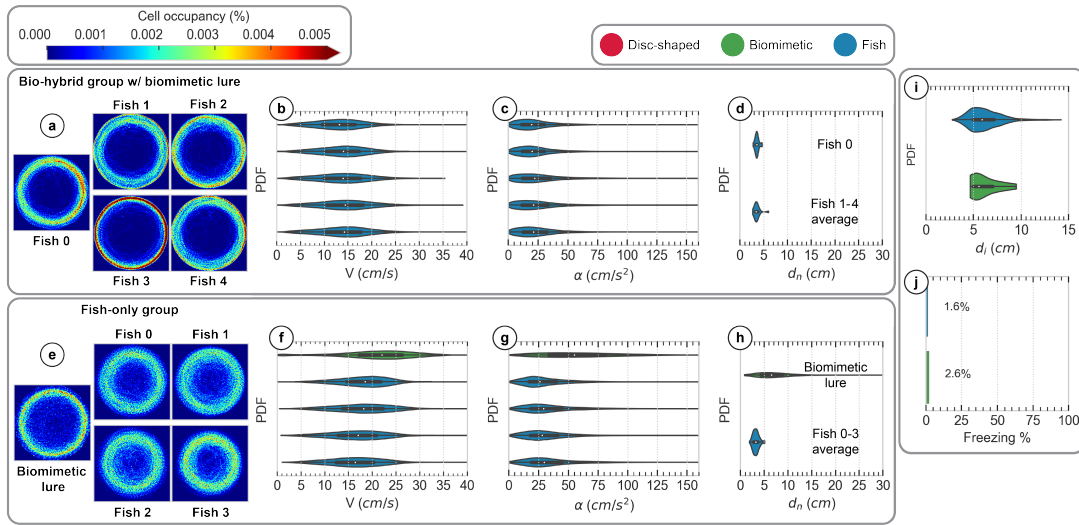 Cell occupancy (%)
0.000 0.001 0.002 0.003 0.004 0.005
Disc-shaped Biomimetic Fish
Bio-hybrid group w/ biomimetic lure
a
Fish 0
Fish 1
Fish 2
Fish 3
Fish 4
b
PDF
0 5 10 15 20 25 30 35 40
V (cm/s)
c
PDF
0 25 50 75 100 125 150
α (cm/s²)
d
PDF
Fish 0
Fish 1-4
average
0 5 10 15 20 25 30
dₙ (cm)
Fish-only group
e
Biomimetic
lure
Fish 0
Fish 1
Fish 2
Fish 3
f
PDF
0 5 10 15 20 25 30 35 40
V (cm/s)
g
PDF
0 25 50 75 100 125 150
α (cm/s²)
h
PDF
Biomimetic
lure
Fish 0-3
average
0 5 10 15 20 25 30
dₙ (cm)
i
PDF
0 5 10 15
dᵢ (cm)
j
1.6%
2.6%
0 25 50 75 100
Freezing %